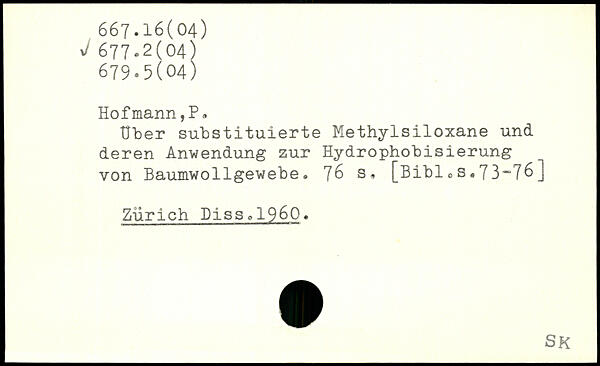 667.16(04)
✓ 677.2(04)
679.5(04)
Hofmann,P.
Über substituierte Methylsiloxane und
deren Anwendung zur Hydrophobisierung
von Baumwollgewebe. 76 s. [Bibl.s.73-76]
Zürich Diss.1960.
SK